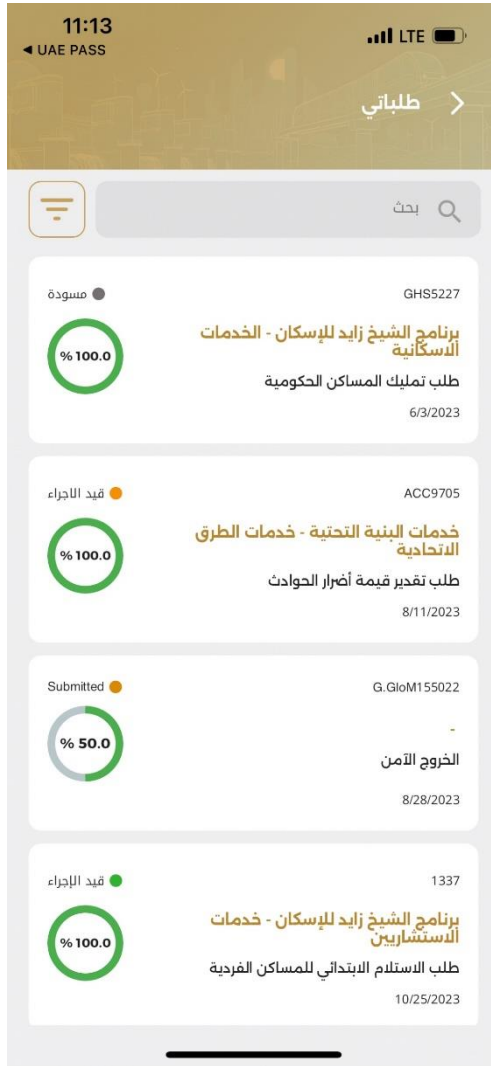 11:13
LTE
◄ UAE PASS
طلباتي
بحث
GHS5227
مسودة
برنامج الشيخ زايد للإسكان - الخدمات
الاسكانية
% 100.0
طلب تمليك المساكن الحكومية
6/3/2023
ACC9705
قيد الاجراء
خدمات البنية التحتية - خدمات الطرق
الاتحادية
% 100.0
طلب تقدير قيمة أضرار الحوادث
8/11/2023
G.GloM155022
Submitted
-
% 50.0
الخروج الآمن
8/28/2023
1337
قيد الإجراء
برنامج الشيخ زايد للإسكان - خدمات
الاستشاريين
% 100.0
طلب الاستلام الابتدائي للمساكن الفردية
10/25/2023